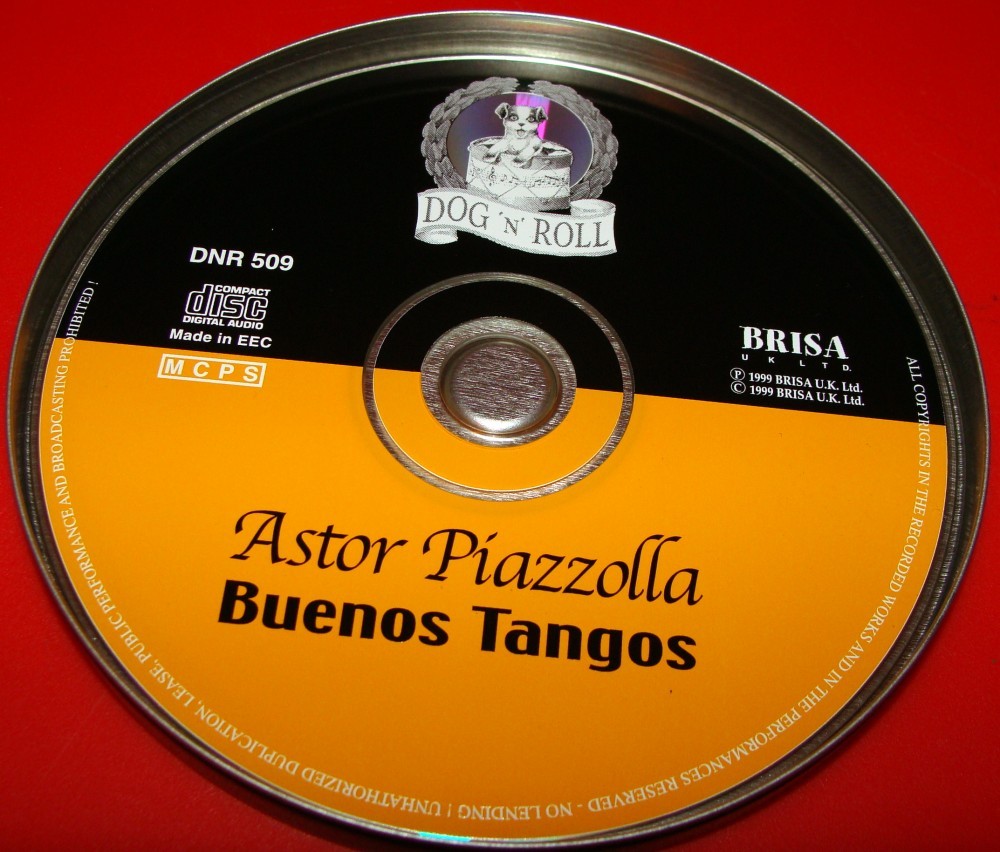 DOG 'N' ROLL
DNR 509
COMPACT
disc
DIGITAL AUDIO
Made in EEC
MCPS
BRISA
UK LTD.
Ⓟ 1999 BRISA U.K. Ltd.
© 1999 BRISA U.K. Ltd.
Astor Piazzolla
Buenos Tangos
ALL COPYRIGHTS IN THE RECORDED WORKS AND IN THE PERFORMANCES RESERVED - NO LENDING ! UNHATHORIZED DUPLICATION, LEASE, PUBLIC PERFORMANCE AND BROADCASTING PROHIBITED !